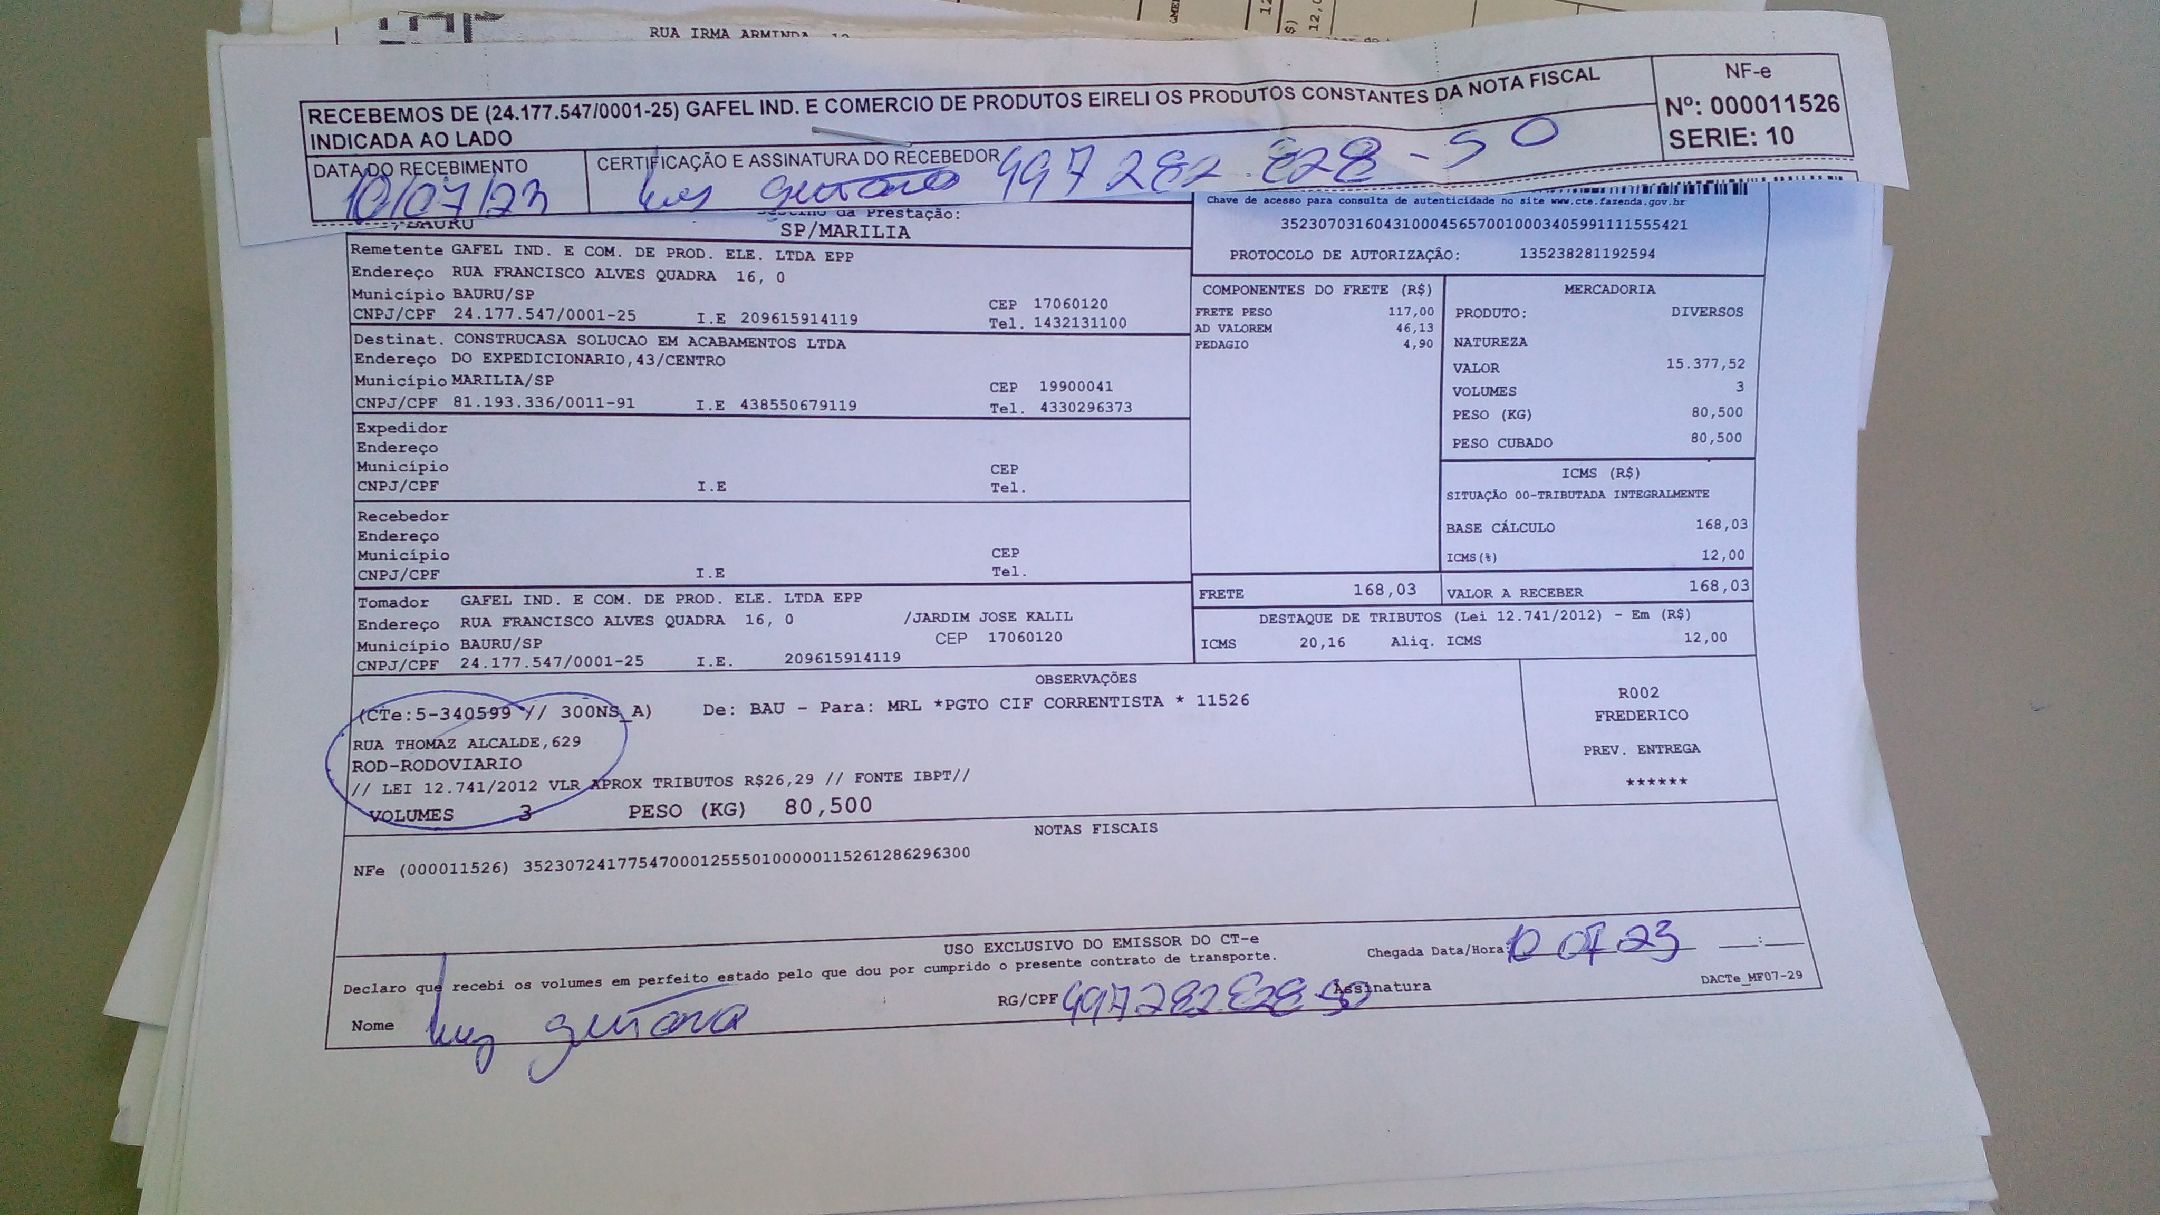 RUA IRMA ARMINDA, 12
RECEBEMOS DE (24.177.547/0001-25) GAFEL IND. E COMERCIO DE PRODUTOS EIRELI OS PRODUTOS CONSTANTES DA NOTA FISCAL
INDICADA AO LADO
NF-e
Nº: 000011526
SERIE: 10
DATA DO RECEBIMENTO
10/07/23
CERTIFICAÇÃO E ASSINATURA DO RECEBEDOR
497 282 828-50
BAURU
da Prestação:
SP/MARILIA
Chave de acesso para consulta de autenticidade no site www.cte.fazenda.gov.br
35230703160431000456570010003405991111555421
PROTOCOLO DE AUTORIZAÇÃO: 135238281192594
Remetente GAFEL IND. E COM. DE PROD. ELE. LTDA EPP
Endereço RUA FRANCISCO ALVES QUADRA 16, 0
Município BAURU/SP CEP 17060120
CNPJ/CPF 24.177.547/0001-25 I.E 209615914119 Tel. 1432131100
Destinat. CONSTRUCASA SOLUCAO EM ACABAMENTOS LTDA
Endereço DO EXPEDICIONARIO,43/CENTRO
Município MARILIA/SP CEP 19900041
CNPJ/CPF 81.193.336/0011-91 I.E 438550679119 Tel. 4330296373
Expedidor
Endereço
Município CEP
CNPJ/CPF I.E Tel.
Recebedor
Endereço
Município CEP
CNPJ/CPF I.E Tel.
Tomador GAFEL IND. E COM. DE PROD. ELE. LTDA EPP
Endereço RUA FRANCISCO ALVES QUADRA 16, 0 /JARDIM JOSE KALIL
Município BAURU/SP CEP 17060120
CNPJ/CPF 24.177.547/0001-25 I.E. 209615914119
COMPONENTES DO FRETE (R$)
FRETE PESO 117,00
AD VALOREM 46,13
PEDAGIO 4,90
MERCADORIA
PRODUTO: DIVERSOS
NATUREZA
VALOR 15.377,52
VOLUMES 3
PESO (KG) 80,500
PESO CUBADO 80,500
ICMS (R$)
SITUAÇÃO 00-TRIBUTADA INTEGRALMENTE
BASE CÁLCULO 168,03
ICMS(%) 12,00
FRETE 168,03 VALOR A RECEBER 168,03
DESTAQUE DE TRIBUTOS (Lei 12.741/2012) - Em (R$)
ICMS 20,16 Aliq. ICMS 12,00
OBSERVAÇÕES
(CTe:5-340599 // 300NS_A) De: BAU - Para: MRL *PGTO CIF CORRENTISTA * 11526
RUA THOMAZ ALCALDE,629
ROD-RODOVIARIO
// LEI 12.741/2012 VLR APROX TRIBUTOS R$26,29 // FONTE IBPT//
VOLUMES 3 PESO (KG) 80,500
R002
FREDERICO
PREV. ENTREGA
******
NOTAS FISCAIS
NFe (000011526) 35230724177547000125550100000115261286296300
USO EXCLUSIVO DO EMISSOR DO CT-e
Declaro que recebi os volumes em perfeito estado pelo que dou por cumprido o presente contrato de transporte.
Chegada Data/Hora: 10 07 23 __:__
Nome
RG/CPF 497 282 828 50 Assinatura
DACTe_MF07-29